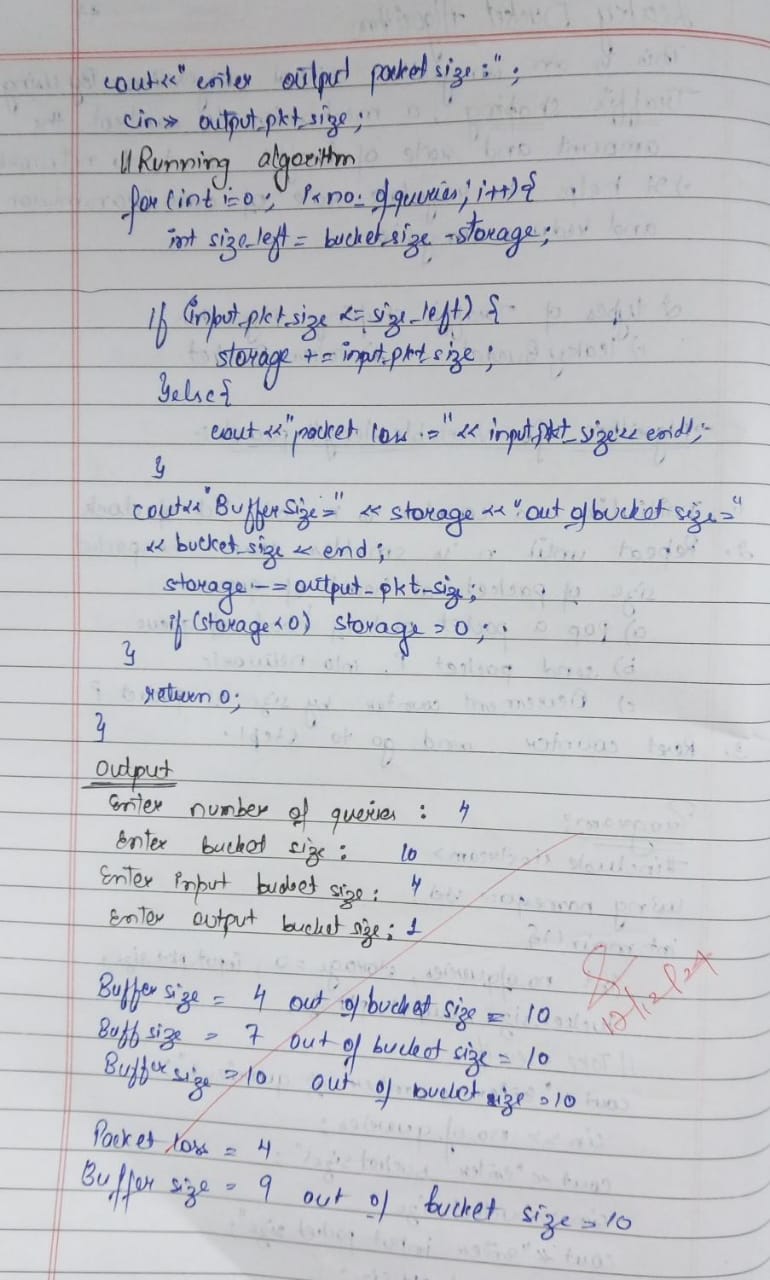 cout<<"enter output packet size:";
cin>> output_pkt_size;
// Running algorithm
for (int i=0; i<no_of queries; i++){
int size_left = bucket_size - storage;
if (input_pkt_size <= size_left) {
storage += input_pkt_size;
}else{
cout <<"packet loss ="<< input_pkt_size<< endl;
}
cout<<"Buffer Size=" << storage << "out of bucket size="
<< bucket_size < end;
storage -= output_pkt_size;
if (storage<0) storage = 0;
}
return 0;
}
Output
Enter number of queries : 4
Enter bucket size : 10
Enter input bucket size : 4
Enter output bucket size : 1
Buffer size = 4 out of bucket size = 10
Buff size = 7 out of bucket size = 10
Buffer size = 10 out of bucket size = 10
Packet loss = 4
Buffer size = 9 out of bucket size = 10
12/12/24